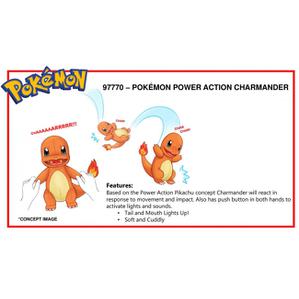 POKÉMON
97770 – POKÉMON POWER ACTION CHARMANDER
Features:
Based on the Power Action Pikachu concept Charmander will react
in response to movement and impact. Also has push button in both hands to
activate lights and sounds.
• Tail and Mouth Lights Up!
• Soft and Cuddly
*CONCEPT IMAGE